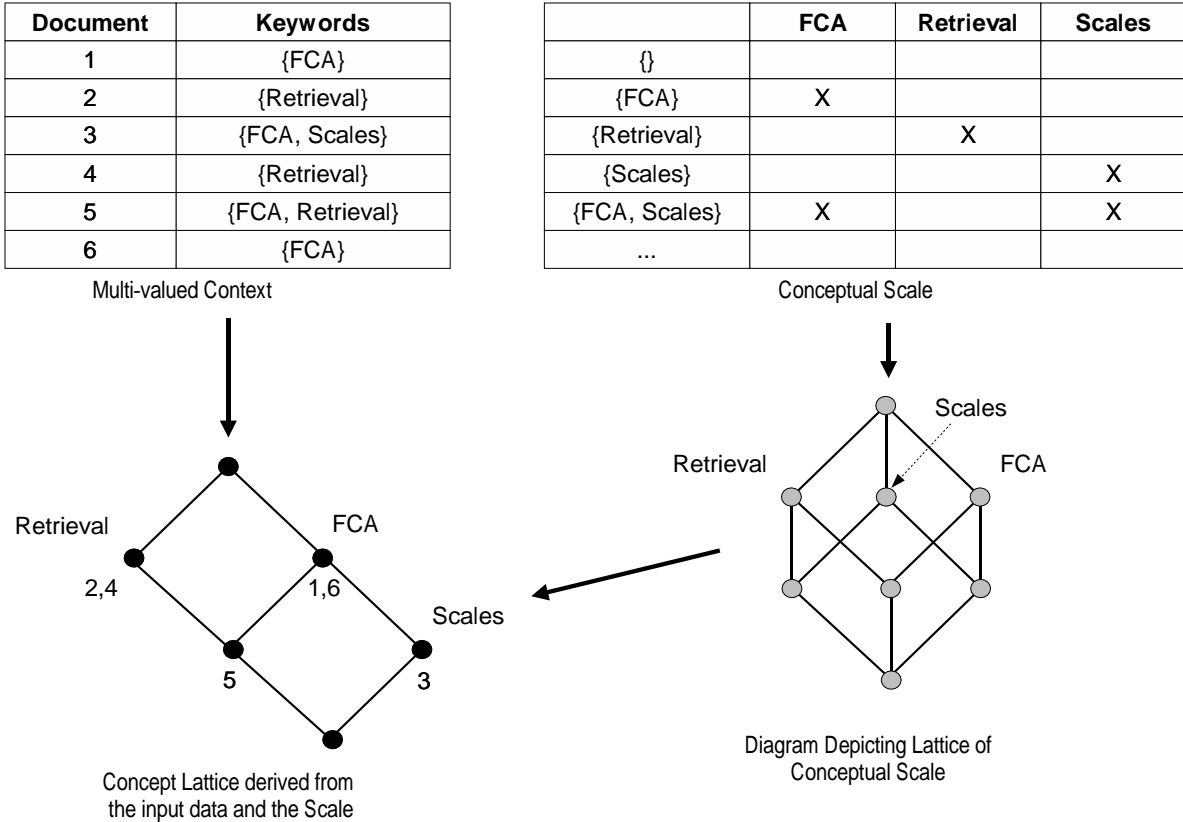 Document Keywords
1 {FCA}
2 {Retrieval}
3 {FCA, Scales}
4 {Retrieval}
5 {FCA, Retrieval}
6 {FCA}
Multi-valued Context
FCA Retrieval Scales
{}
{FCA} X
{Retrieval} X
{Scales} X
{FCA, Scales} X X
...
Conceptual Scale
Retrieval
FCA
2,4
1,6
Scales
5
3
Concept Lattice derived from
the input data and the Scale
Scales
Retrieval
FCA
Diagram Depicting Lattice of
Conceptual Scale